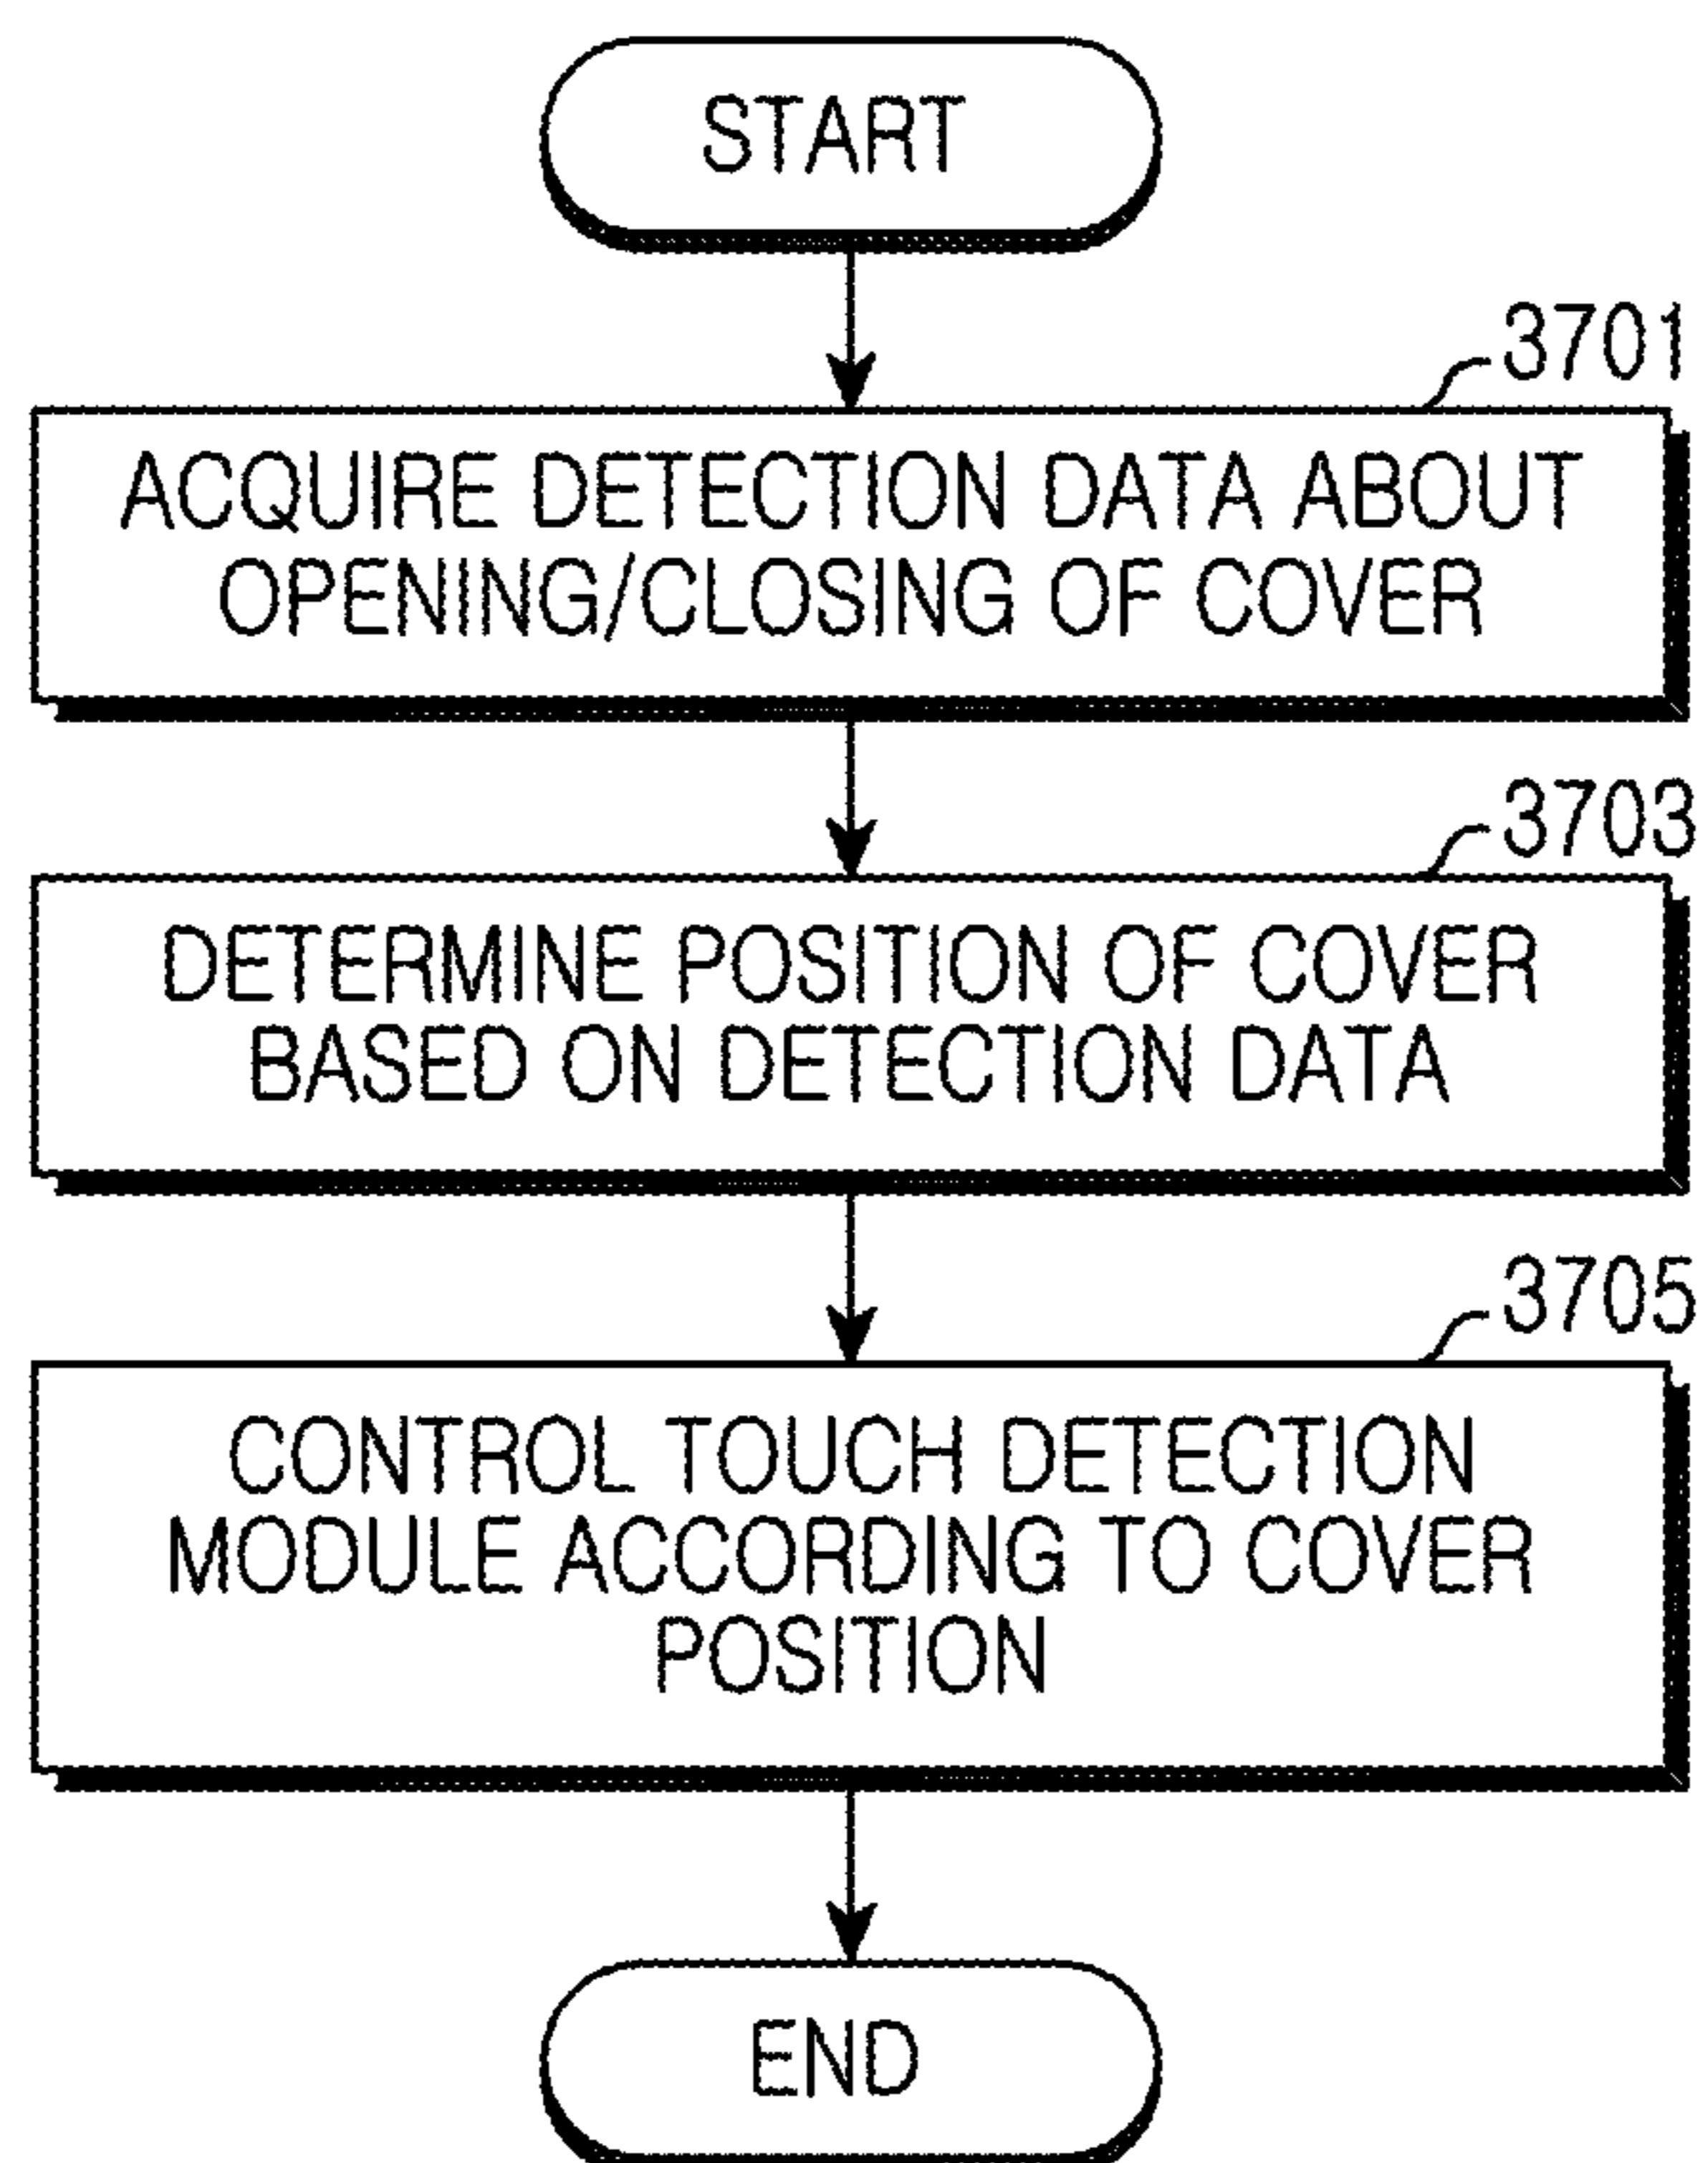 START
3701
ACQUIRE DETECTION DATA ABOUT
OPENING/CLOSING OF COVER
3703
DETERMINE POSITION OF COVER
BASED ON DETECTION DATA
3705
CONTROL TOUCH DETECTION
MODULE ACCORDING TO COVER
POSITION
END